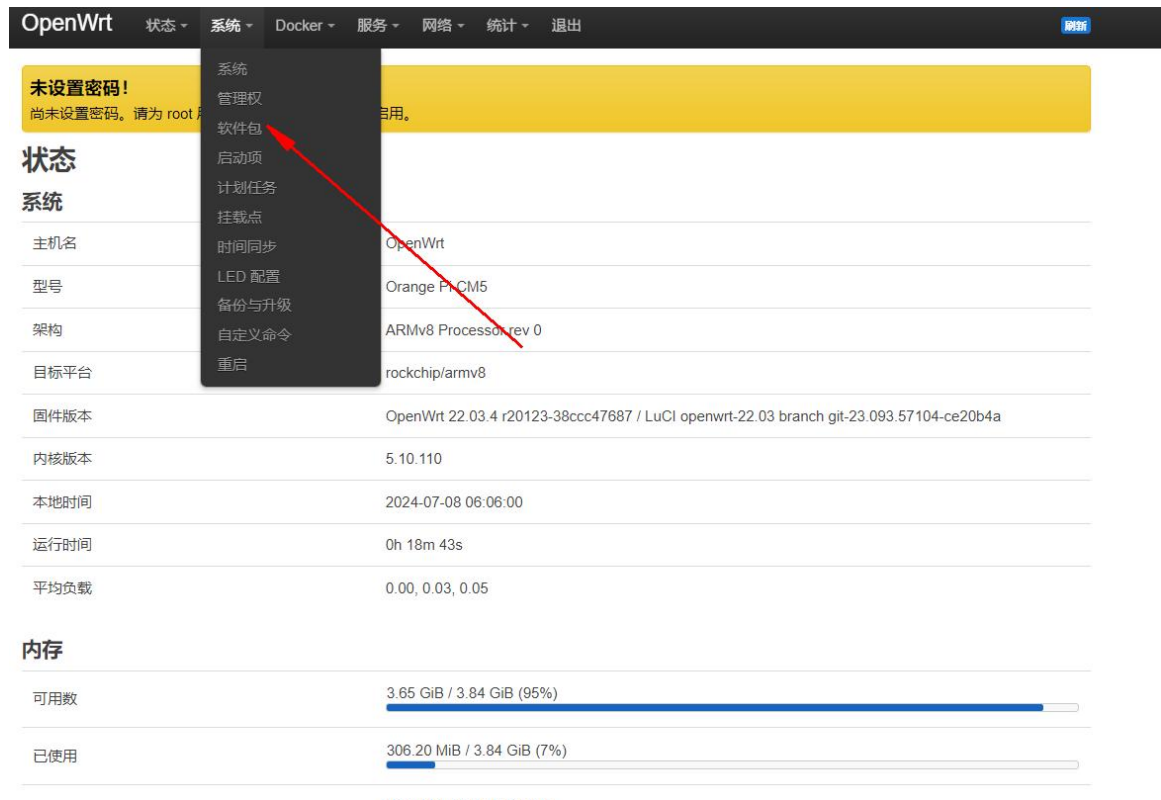 OpenWrt 状态 系统 Docker 服务 网络 统计 退出 刷新
系统
管理权
软件包
启动项
计划任务
挂载点
时间同步
LED 配置
备份与升级
自定义命令
重启
未设置密码!
尚未设置密码。请为 root 启用。
状态
系统
主机名 OpenWrt
型号 Orange Pi CM5
架构 ARMv8 Processor rev 0
目标平台 rockchip/armv8
固件版本 OpenWrt 22.03.4 r20123-38ccc47687 / LuCI openwrt-22.03 branch git-23.093.57104-ce20b4a
内核版本 5.10.110
本地时间 2024-07-08 06:06:00
运行时间 0h 18m 43s
平均负载 0.00, 0.03, 0.05
内存
可用数 3.65 GiB / 3.84 GiB (95%)
已使用 306.20 MiB / 3.84 GiB (7%)